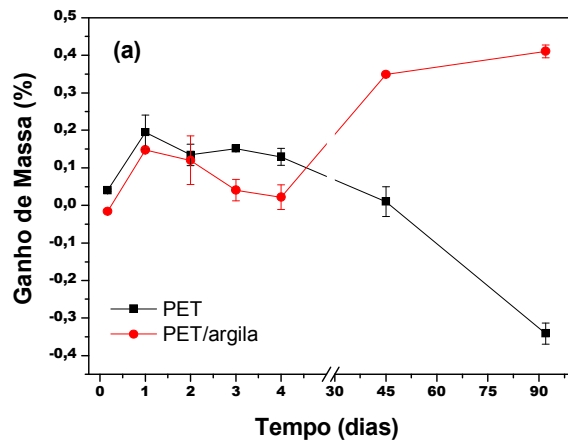 (a)
Ganho de Massa (%)
0,5
0,4
0,3
0,2
0,1
0,0
-0,1
-0,2
-0,3
-0,4
PET
PET/argila
0 1 2 3 4 30 45 60 75 90
Tempo (dias)